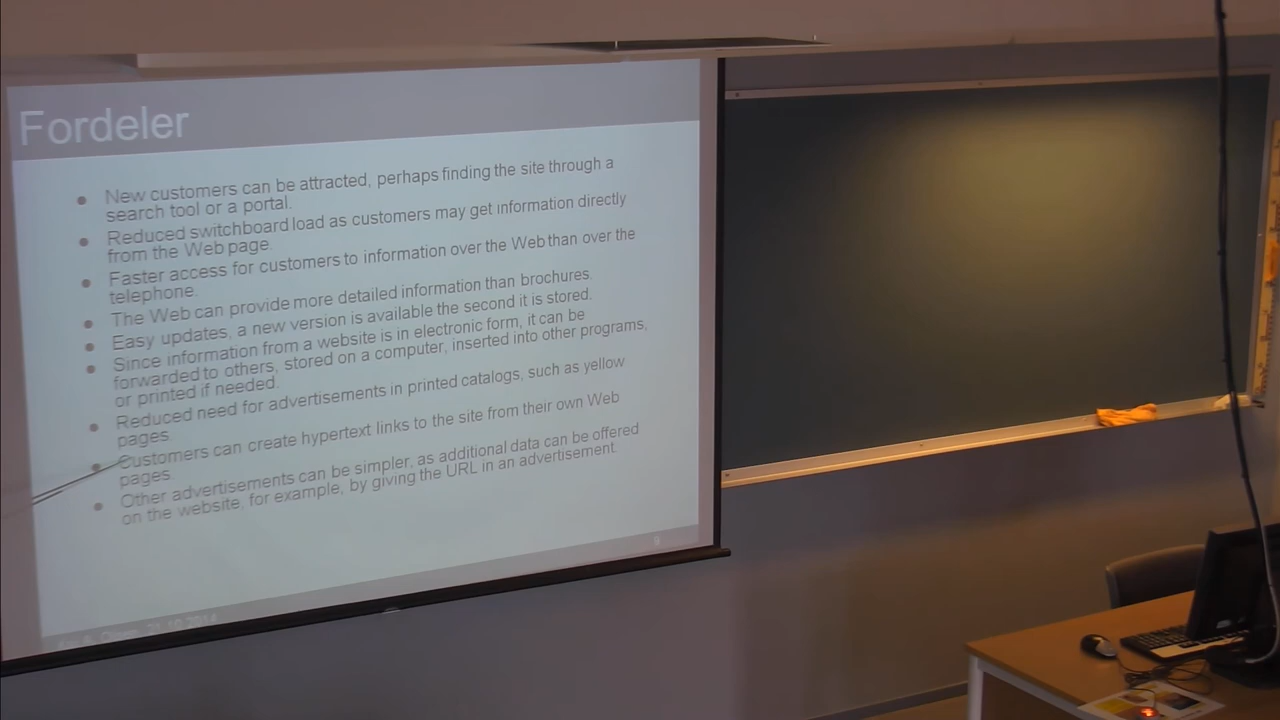 Fordeler
New customers can be attracted, perhaps finding the site through a
search tool or a portal.
Reduced switchboard load as customers may get information directly
from the Web page.
Faster access for customers to information over the Web than over the
telephone.
The Web can provide more detailed information than brochures.
Easy updates, a new version is available the second it is stored.
Since information from a website is in electronic form, it can be
forwarded to others, stored on a computer, inserted into other programs,
or printed if needed.
Reduced need for advertisements in printed catalogs, such as yellow
pages.
Customers can create hypertext links to the site from their own Web
pages.
Other advertisements can be simpler, as additional data can be offered
on the website, for example, by giving the URL in an advertisement.
9